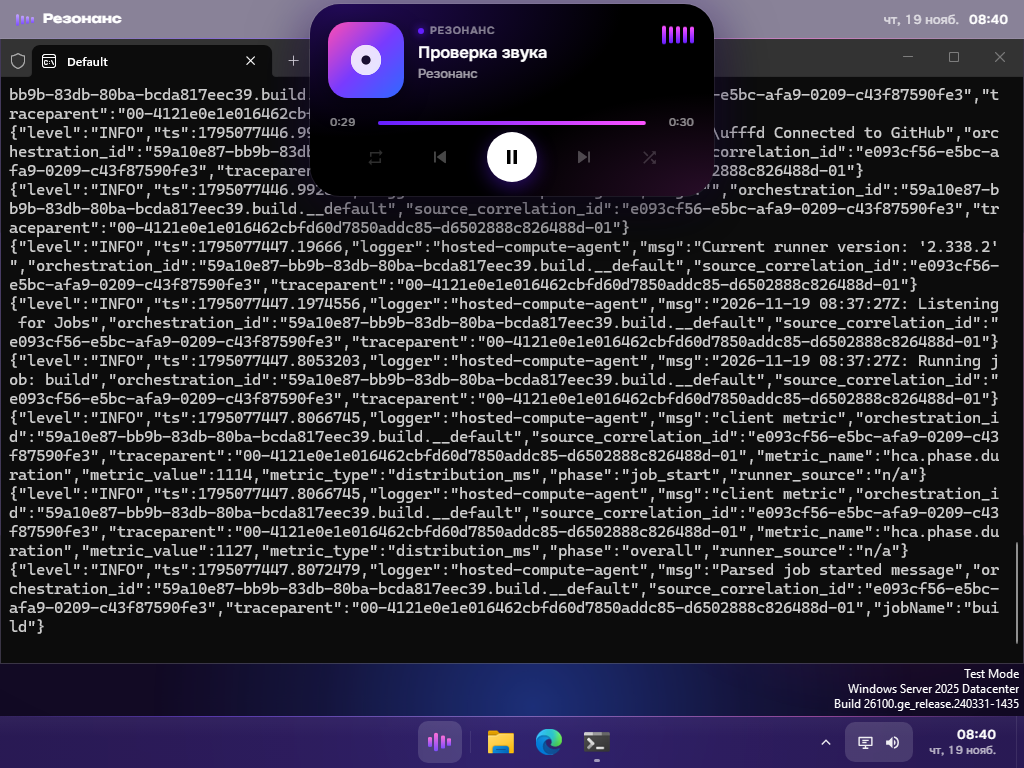 Резонанс
чт, 19 нояб. 08:40
Default
РЕЗОНАНС
Проверка звука
Резонанс
0:29
0:30
bb9b-83db-80ba-bcda817eec39.build. -e5bc-afa9-0209-c43f87590fe3","t
raceparent":"00-4121e0e1e016462cb
{"level":"INFO","ts":1795077446.99 \ufffd Connected to GitHub","orc
hestration_id":"59a10e87-bb9b-83d correlation_id":"e093cf56-e5bc-a
fa9-0209-c43f87590fe3","traceparen 888c826488d-01"}
{"level":"INFO","ts":1795077446.992 "","orchestration_id":"59a10e87-b
b9b-83db-80ba-bcda817eec39.build.__default","source_correlation_id":"e093cf56-e5bc-afa9-0209-c43f87590fe3","tr
aceparent":"00-4121e0e1e016462cbfd60d7850addc85-d6502888c826488d-01"}
{"level":"INFO","ts":1795077447.19666,"logger":"hosted-compute-agent","msg":"Current runner version: '2.338.2'
","orchestration_id":"59a10e87-bb9b-83db-80ba-bcda817eec39.build.__default","source_correlation_id":"e093cf56-
e5bc-afa9-0209-c43f87590fe3","traceparent":"00-4121e0e1e016462cbfd60d7850addc85-d6502888c826488d-01"}
{"level":"INFO","ts":1795077447.1974556,"logger":"hosted-compute-agent","msg":"2026-11-19 08:37:27Z: Listening
for Jobs","orchestration_id":"59a10e87-bb9b-83db-80ba-bcda817eec39.build.__default","source_correlation_id":"
e093cf56-e5bc-afa9-0209-c43f87590fe3","traceparent":"00-4121e0e1e016462cbfd60d7850addc85-d6502888c826488d-01"}
{"level":"INFO","ts":1795077447.8053203,"logger":"hosted-compute-agent","msg":"2026-11-19 08:37:27Z: Running j
ob: build","orchestration_id":"59a10e87-bb9b-83db-80ba-bcda817eec39.build.__default","source_correlation_id":"
e093cf56-e5bc-afa9-0209-c43f87590fe3","traceparent":"00-4121e0e1e016462cbfd60d7850addc85-d6502888c826488d-01"}
{"level":"INFO","ts":1795077447.8066745,"logger":"hosted-compute-agent","msg":"client metric","orchestration_i
d":"59a10e87-bb9b-83db-80ba-bcda817eec39.build.__default","source_correlation_id":"e093cf56-e5bc-afa9-0209-c43
f87590fe3","traceparent":"00-4121e0e1e016462cbfd60d7850addc85-d6502888c826488d-01","metric_name":"hca.phase.du
ration","metric_value":1114,"metric_type":"distribution_ms","phase":"job_start","runner_source":"n/a"}
{"level":"INFO","ts":1795077447.8066745,"logger":"hosted-compute-agent","msg":"client metric","orchestration_i
d":"59a10e87-bb9b-83db-80ba-bcda817eec39.build.__default","source_correlation_id":"e093cf56-e5bc-afa9-0209-c43
f87590fe3","traceparent":"00-4121e0e1e016462cbfd60d7850addc85-d6502888c826488d-01","metric_name":"hca.phase.du
ration","metric_value":1127,"metric_type":"distribution_ms","phase":"overall","runner_source":"n/a"}
{"level":"INFO","ts":1795077447.8072479,"logger":"hosted-compute-agent","msg":"Parsed job started message","or
chestration_id":"59a10e87-bb9b-83db-80ba-bcda817eec39.build.__default","source_correlation_id":"e093cf56-e5bc-
afa9-0209-c43f87590fe3","traceparent":"00-4121e0e1e016462cbfd60d7850addc85-d6502888c826488d-01","jobName":"bui
ld"}
Test Mode
Windows Server 2025 Datacenter
Build 26100.ge_release.240331-1435
08:40
чт, 19 нояб.